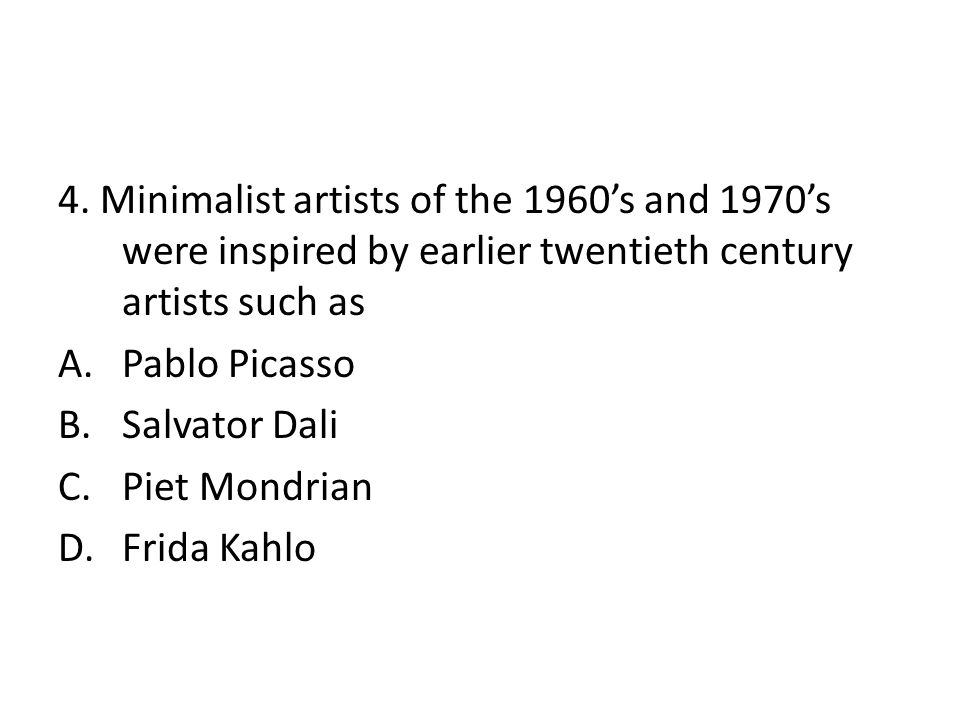 4. Minimalist artists of the 1960’s and 1970’s
were inspired by earlier twentieth century
artists such as
A. Pablo Picasso
B. Salvator Dali
C. Piet Mondrian
D. Frida Kahlo